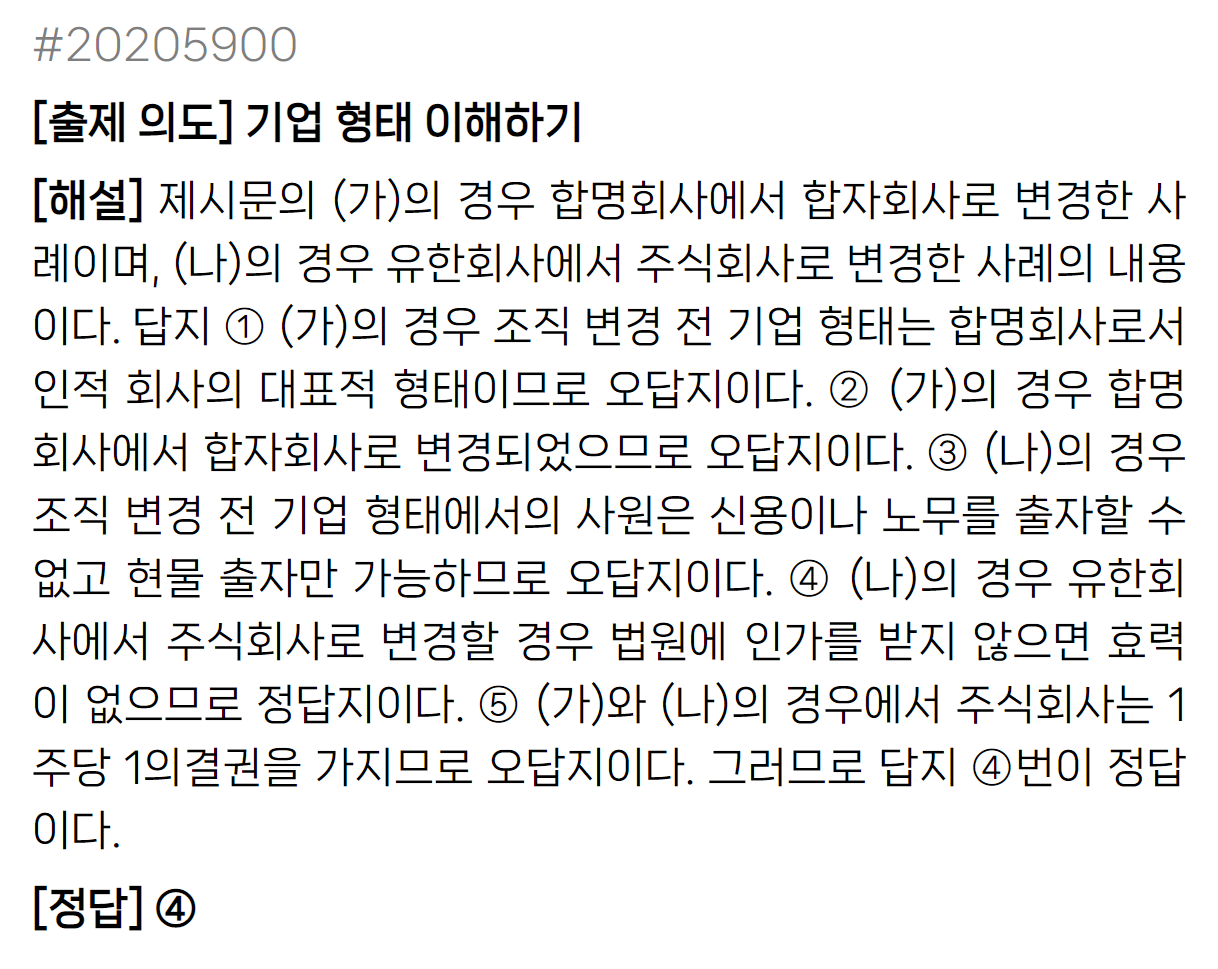 #20205900
[출제 의도] 기업 형태 이해하기
[해설] 제시문의 (가)의 경우 합명회사에서 합자회사로 변경한 사
례이며, (나)의 경우 유한회사에서 주식회사로 변경한 사례의 내용
이다. 답지 ① (가)의 경우 조직 변경 전 기업 형태는 합명회사로서
인적 회사의 대표적 형태이므로 오답지이다. ② (가)의 경우 합명
회사에서 합자회사로 변경되었으므로 오답지이다. ③ (나)의 경우
조직 변경 전 기업 형태에서의 사원은 신용이나 노무를 출자할 수
없고 현물 출자만 가능하므로 오답지이다. ④ (나)의 경우 유한회
사에서 주식회사로 변경할 경우 법원에 인가를 받지 않으면 효력
이 없으므로 정답지이다. ⑤ (가)와 (나)의 경우에서 주식회사는 1
주당 1의결권을 가지므로 오답지이다. 그러므로 답지 ④번이 정답
이다.
[정답] ④